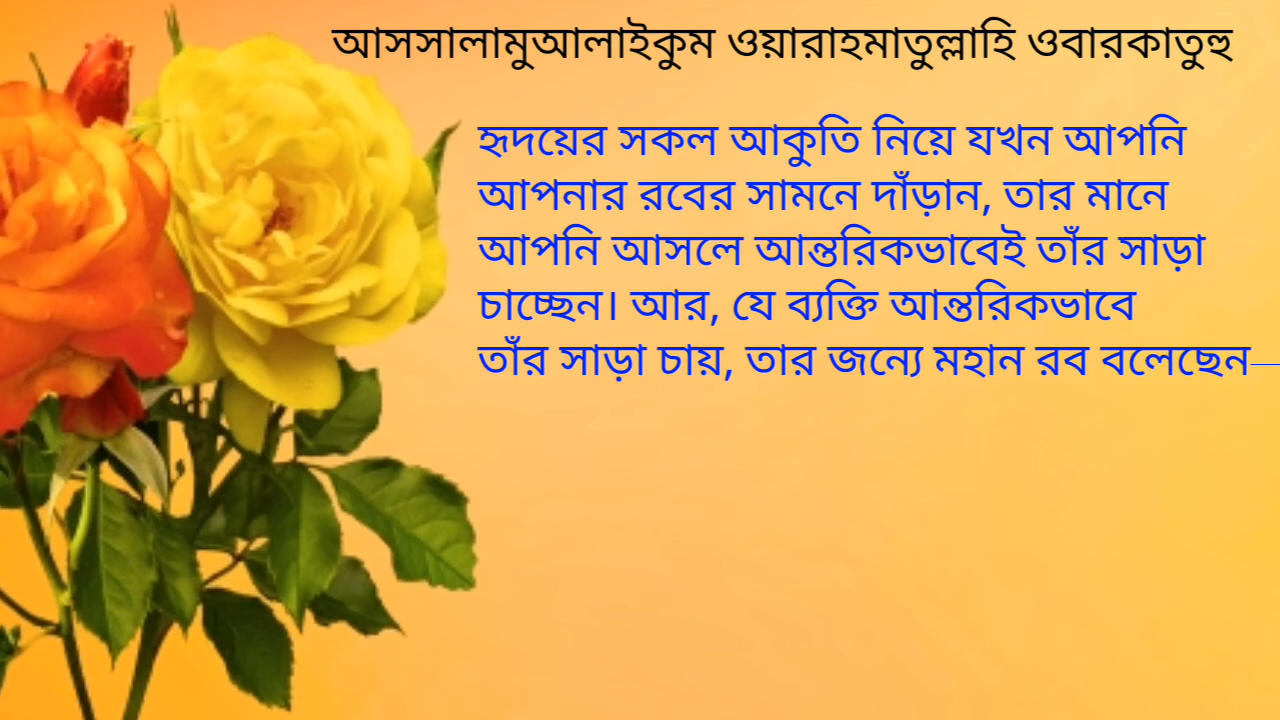 আসসালামুআলাইকুম ওয়ারাহমাতুল্লাহি ওবারকাতুহু
হৃদয়ের সকল আকুতি নিয়ে যখন আপনি
আপনার রবের সামনে দাঁড়ান, তার মানে
আপনি আসলে আন্তরিকভাবেই তাঁর সাড়া
চাচ্ছেন। আর, যে ব্যক্তি আন্তরিকভাবে
তাঁর সাড়া চায়, তার জন্যে মহান রব বলেছেন—